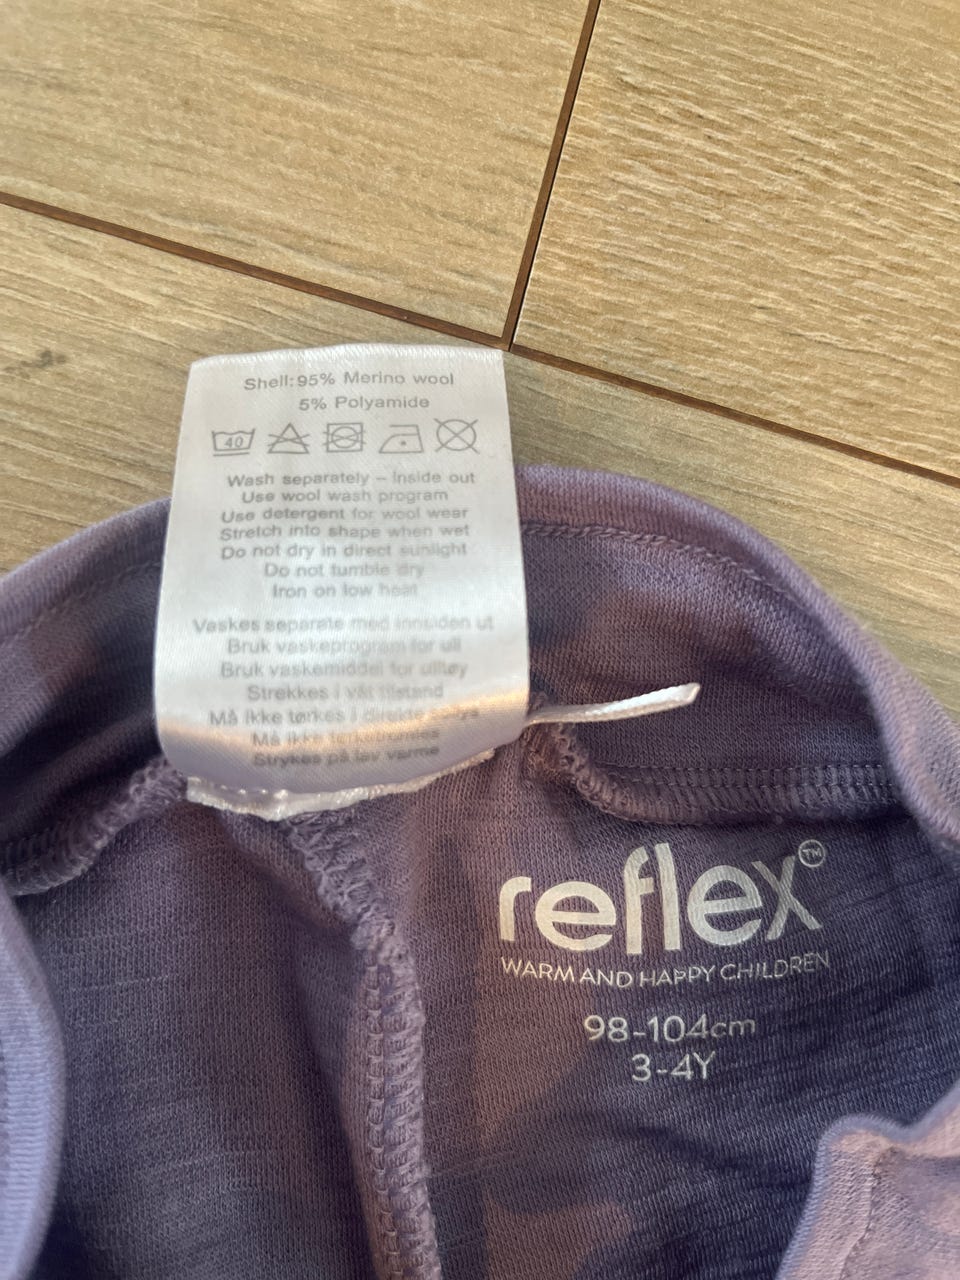 Shell:95% Merino wool
5% Polyamide
40
Wash separately – Inside out
Use wool wash program
Use detergent for wool wear
Stretch into shape when wet
Do not dry in direct sunlight
Do not tumble dry
Iron on low heat
Vaskes separate med innsiden ut
Bruk vaskeprogram for ull
Bruk vaskemiddel for ulltøy
Strekkes i våt tilstand
Må ikke tørkes i direkte
Må ikke tørketromles
Strykes på lav varme
reflex™
WARM AND HAPPY CHILDREN
98-104cm
3-4Y